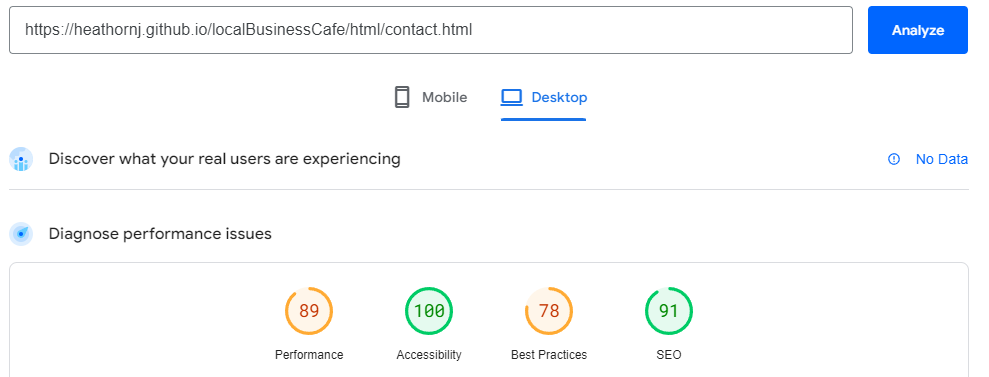 https://heathornj.github.io/localBusinessCafe/html/contact.html Analyze
Mobile Desktop
Discover what your real users are experiencing No Data
Diagnose performance issues
89 100 78 91
Performance Accessibility Best Practices SEO